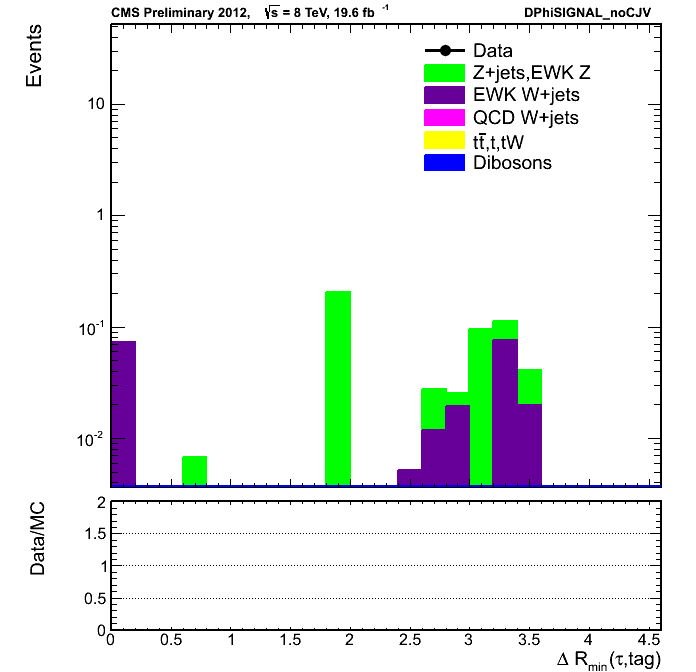 CMS Preliminary 2012, √s = 8 TeV, 19.6 fb⁻¹ DPhiSIGNAL_noCJV
Events
Data
Z+jets,EWK Z
EWK W+jets
QCD W+jets
tt̄,t,tW
Dibosons
10
1
10⁻¹
10⁻²
Data/MC
2
1.5
1
0.5
0
0 0.5 1 1.5 2 2.5 3 3.5 4 4.5
Δ R_min(τ,tag)